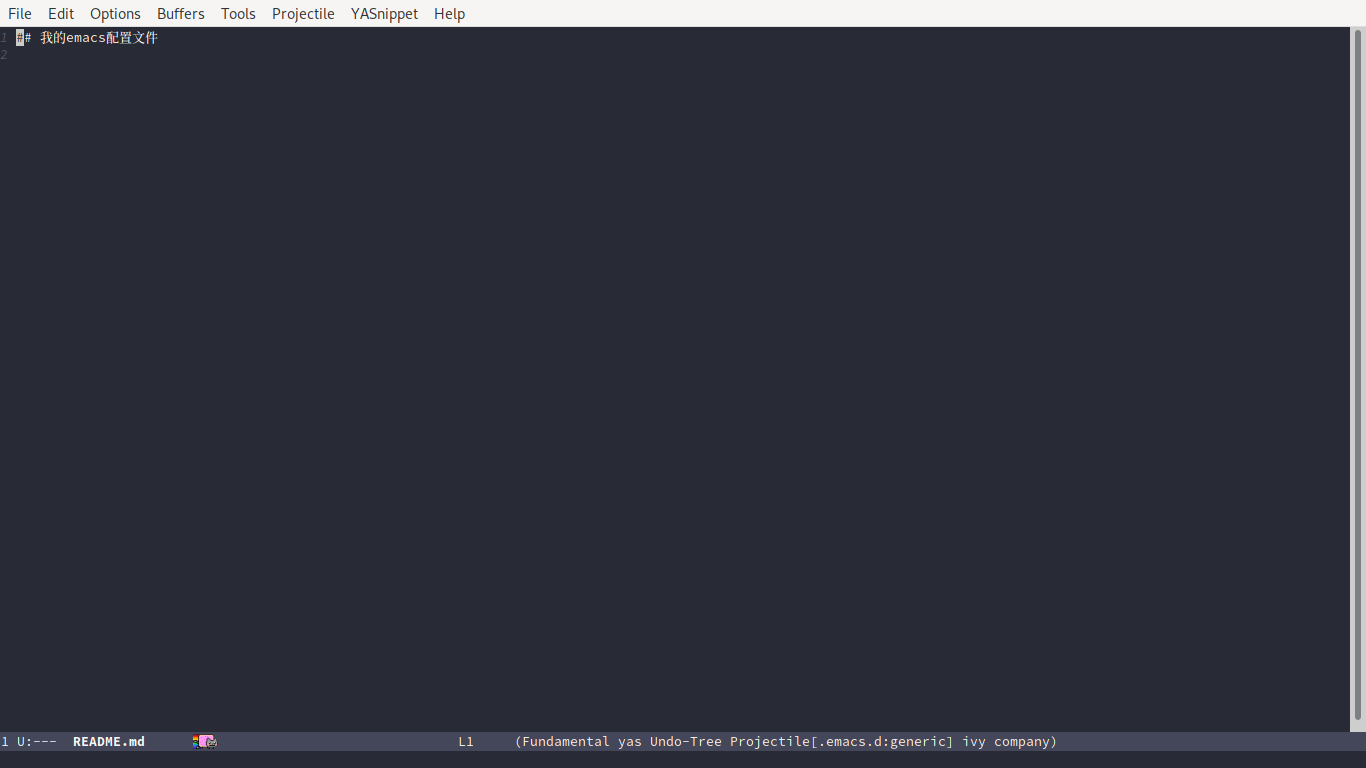 File Edit Options Buffers Tools Projectile YASnippet Help
1 ## 我的emacs配置文件
2
1 U:--- README.md L1 (Fundamental yas Undo-Tree Projectile[.emacs.d:generic] ivy company)